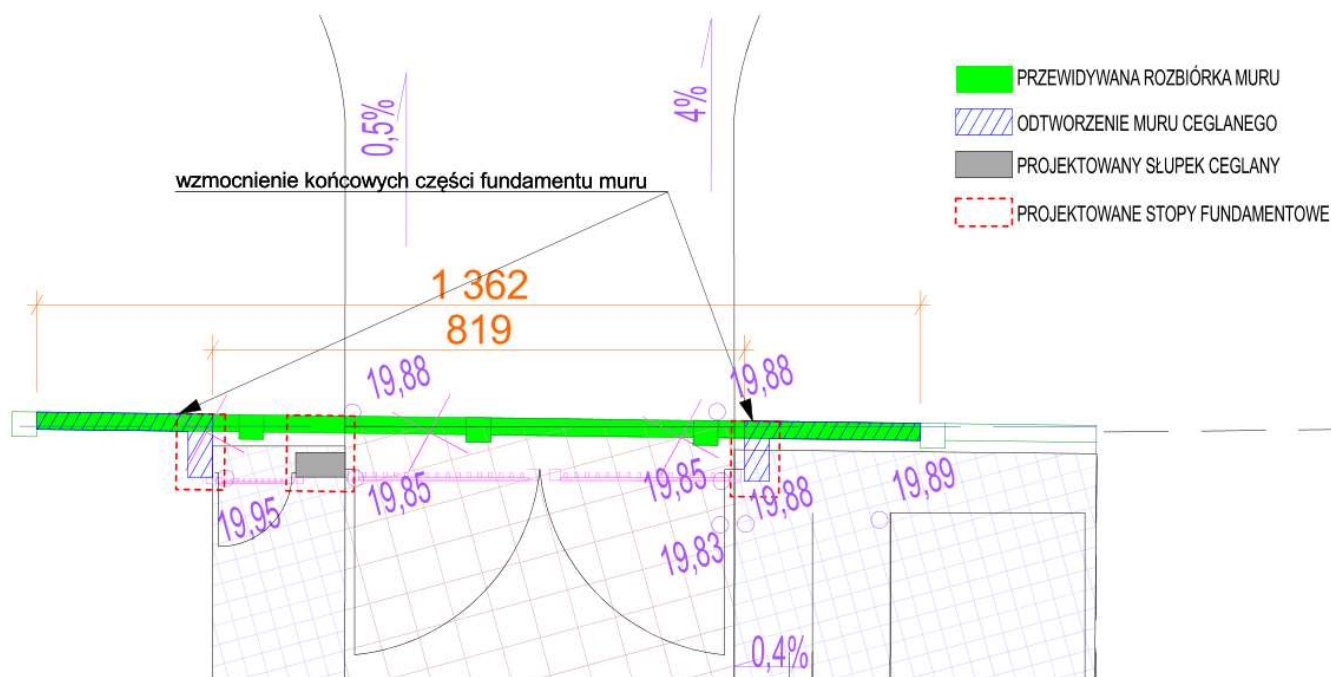 0,5%
4%
PRZEWIDYWANA ROZBIÓRKA MURU
ODTWORZENIE MURU CEGLANEGO
PROJEKTOWANY SŁUPEK CEGLANY
PROJEKTOWANE STOPY FUNDAMENTOWE
wzmocnienie końcowych części fundamentu muru
1 362
819
19,88
19,88
19,95
19,85
19,85
19,88
19,89
19,83
0,4%